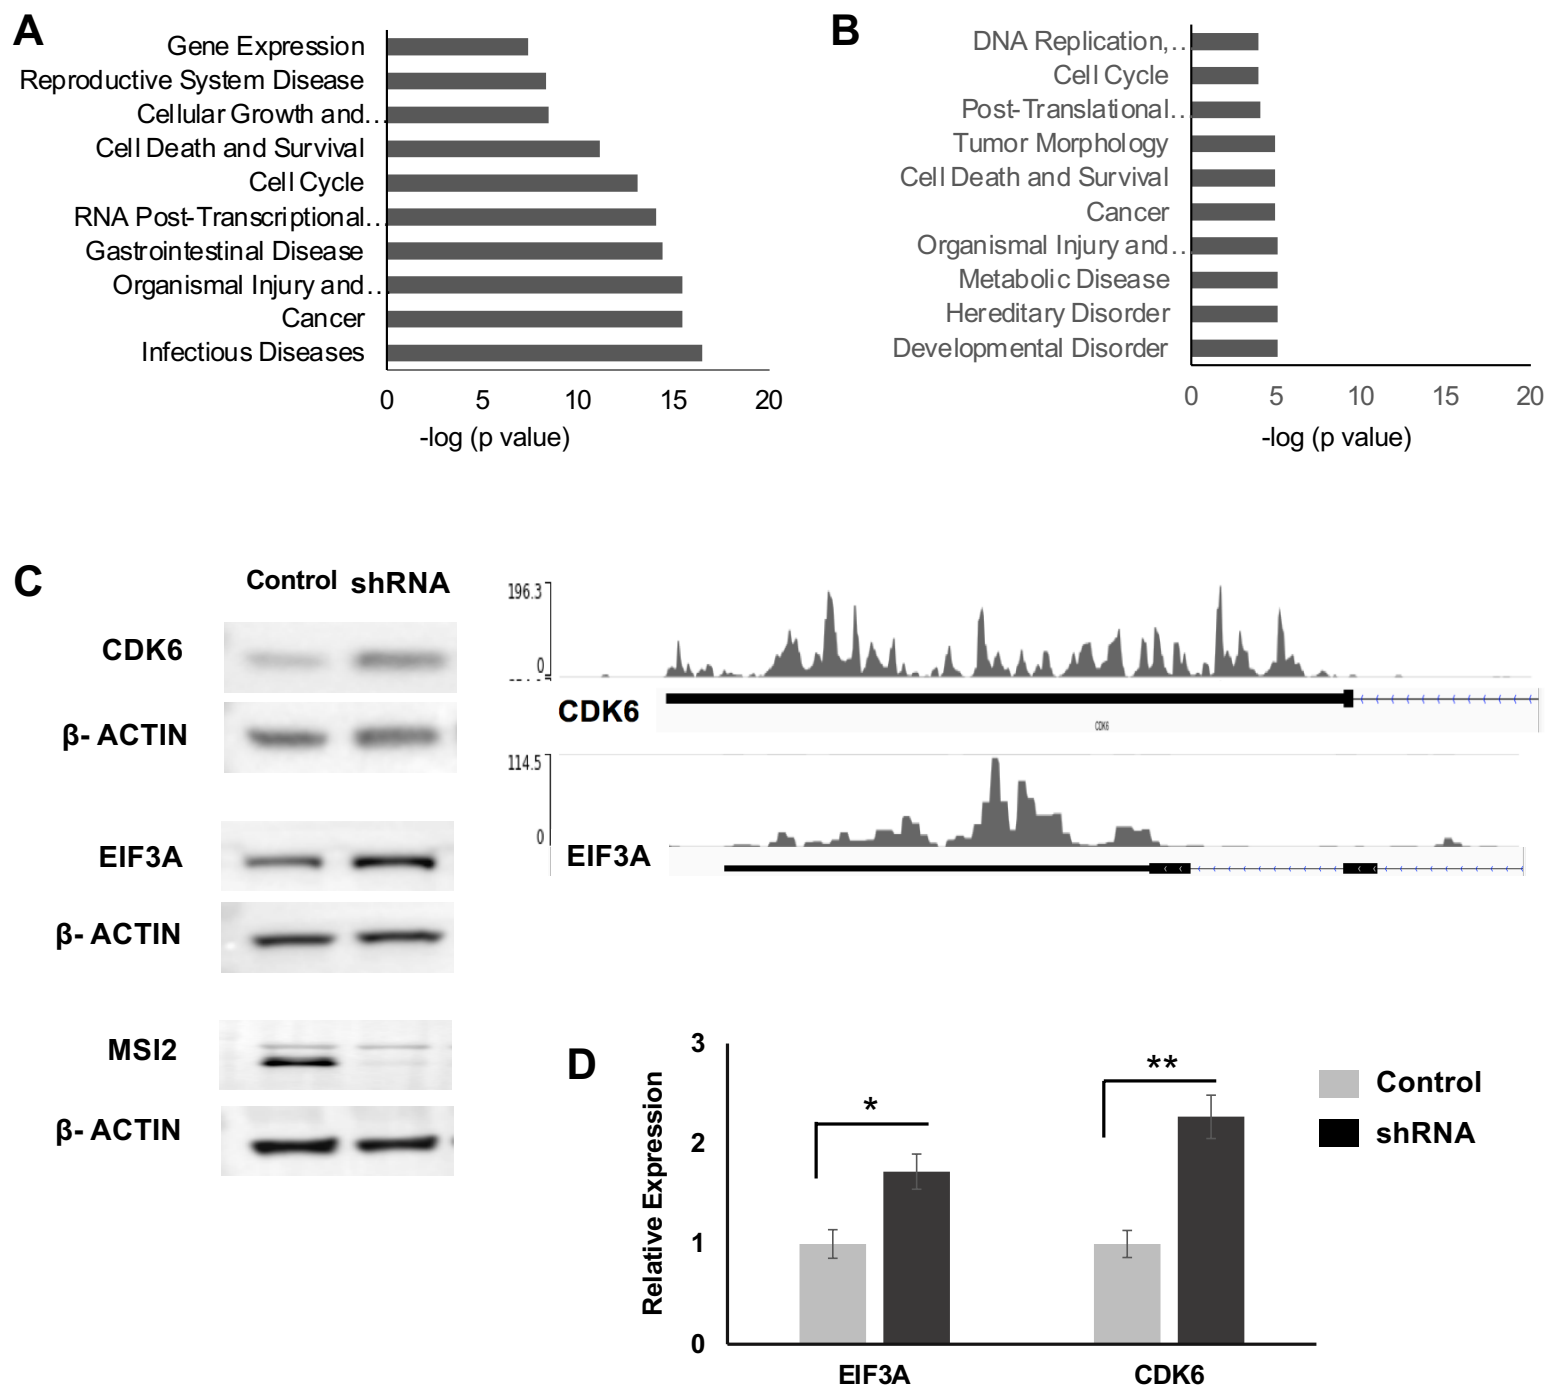 A
Gene Expression
Reproductive System Disease
Cellular Growth and...
Cell Death and Survival
Cell Cycle
RNA Post-Transcriptional...
Gastrointestinal Disease
Organismal Injury and...
Cancer
Infectious Diseases
0 5 10 15 20
-log (p value)
B
DNA Replication,...
Cell Cycle
Post-Translational...
Tumor Morphology
Cell Death and Survival
Cancer
Organismal Injury and...
Metabolic Disease
Hereditary Disorder
Developmental Disorder
0 5 10 15 20
-log (p value)
C
Control shRNA
CDK6
β- ACTIN
EIF3A
β- ACTIN
MSI2
β- ACTIN
196.3
0
CDK6
CDK6
114.5
0
EIF3A
D
Relative Expression
3
2
1
0
*
**
EIF3A CDK6
Control
shRNA